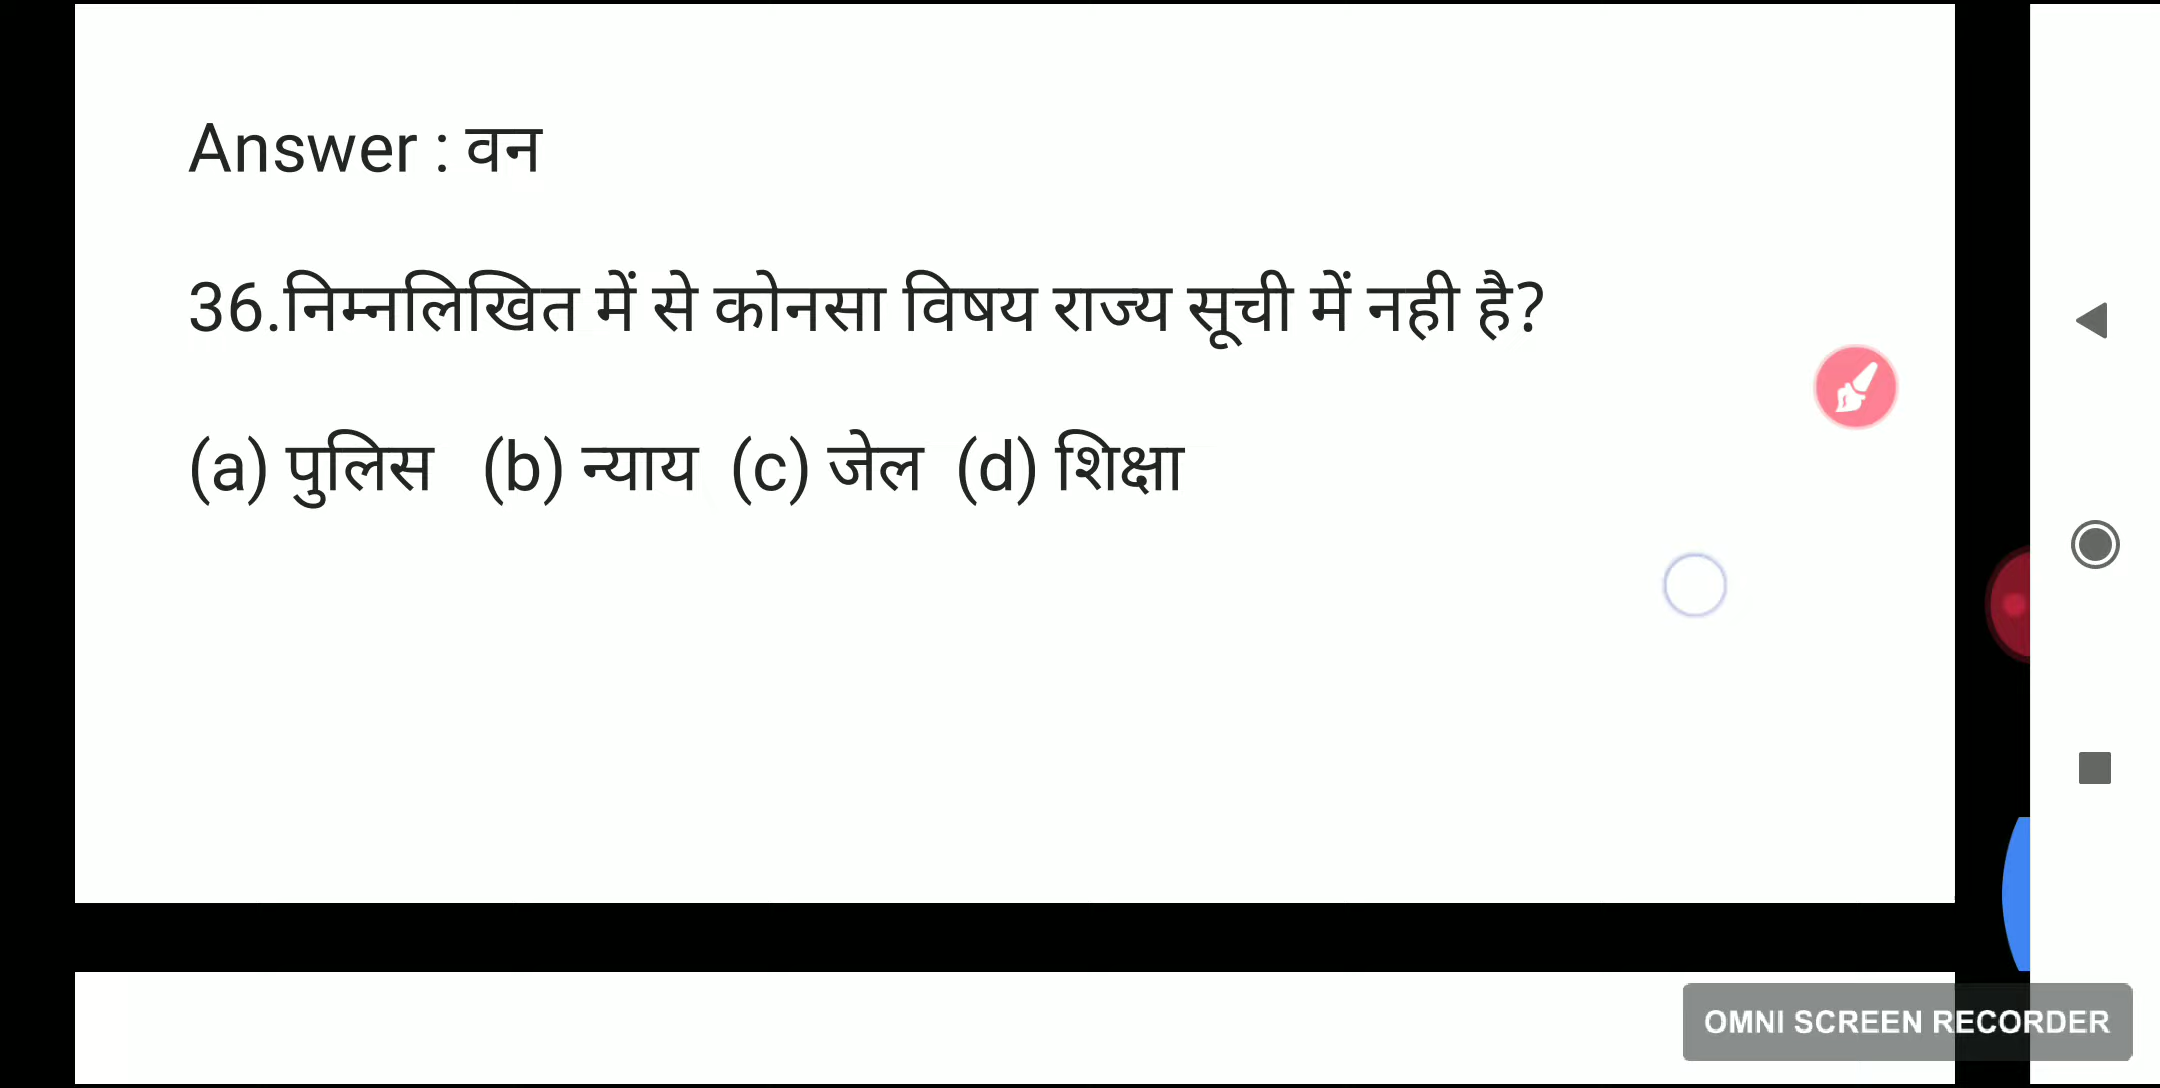 Answer : वन
36.निम्नलिखित में से कोनसा विषय राज्य सूची में नही है?
(a) पुलिस (b) न्याय (c) जेल (d) शिक्षा
OMNI SCREEN RECORDER